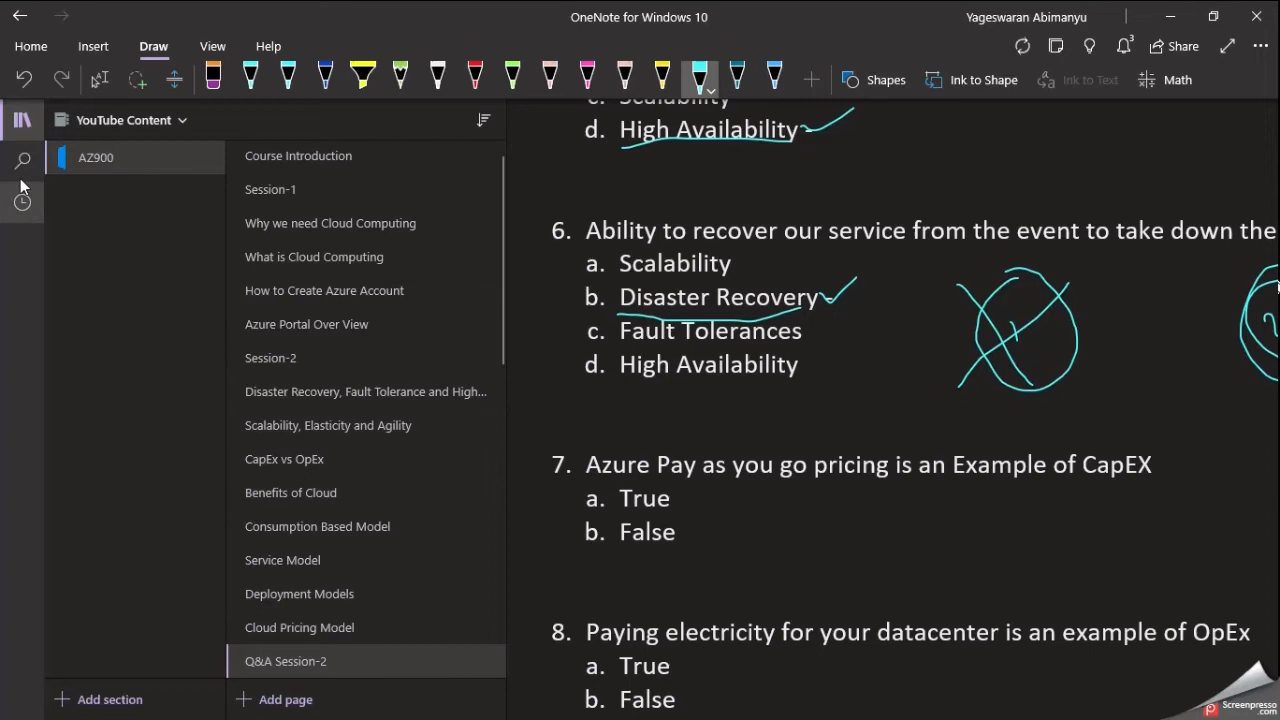 OneNote for Windows 10
Yageswaran Abimanyu
Home Insert Draw View Help
3
Share
Shapes
Ink to Shape
Ink to Text
Math
YouTube Content
AZ900
Course Introduction
Session-1
Why we need Cloud Computing
What is Cloud Computing
How to Create Azure Account
Azure Portal Over View
Session-2
Disaster Recovery, Fault Tolerance and High...
Scalability, Elasticity and Agility
CapEx vs OpEx
Benefits of Cloud
Consumption Based Model
Service Model
Deployment Models
Cloud Pricing Model
Q&A Session-2
Add section
Add page
c. Scalability
d. High Availability
6. Ability to recover our service from the event to take down the
a. Scalability
b. Disaster Recovery
c. Fault Tolerances
d. High Availability
7. Azure Pay as you go pricing is an Example of CapEX
a. True
b. False
8. Paying electricity for your datacenter is an example of OpEx
a. True
b. False
Screenpresso
.com